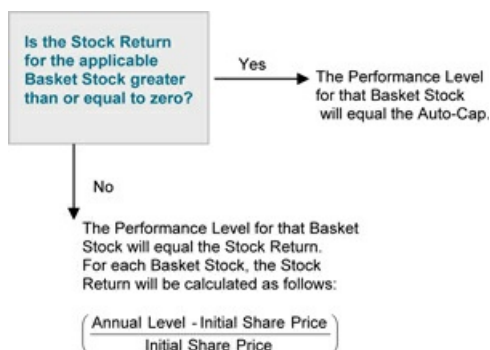 Is the Stock Return
for the applicable
Basket Stock greater
than or equal to zero?
Yes
The Performance Level
for that Basket Stock
will equal the Auto-Cap.
No
The Performance Level for that Basket
Stock will equal the Stock Return.
For each Basket Stock, the Stock
Return will be calculated as follows:
Annual Level - Initial Share Price
Initial Share Price